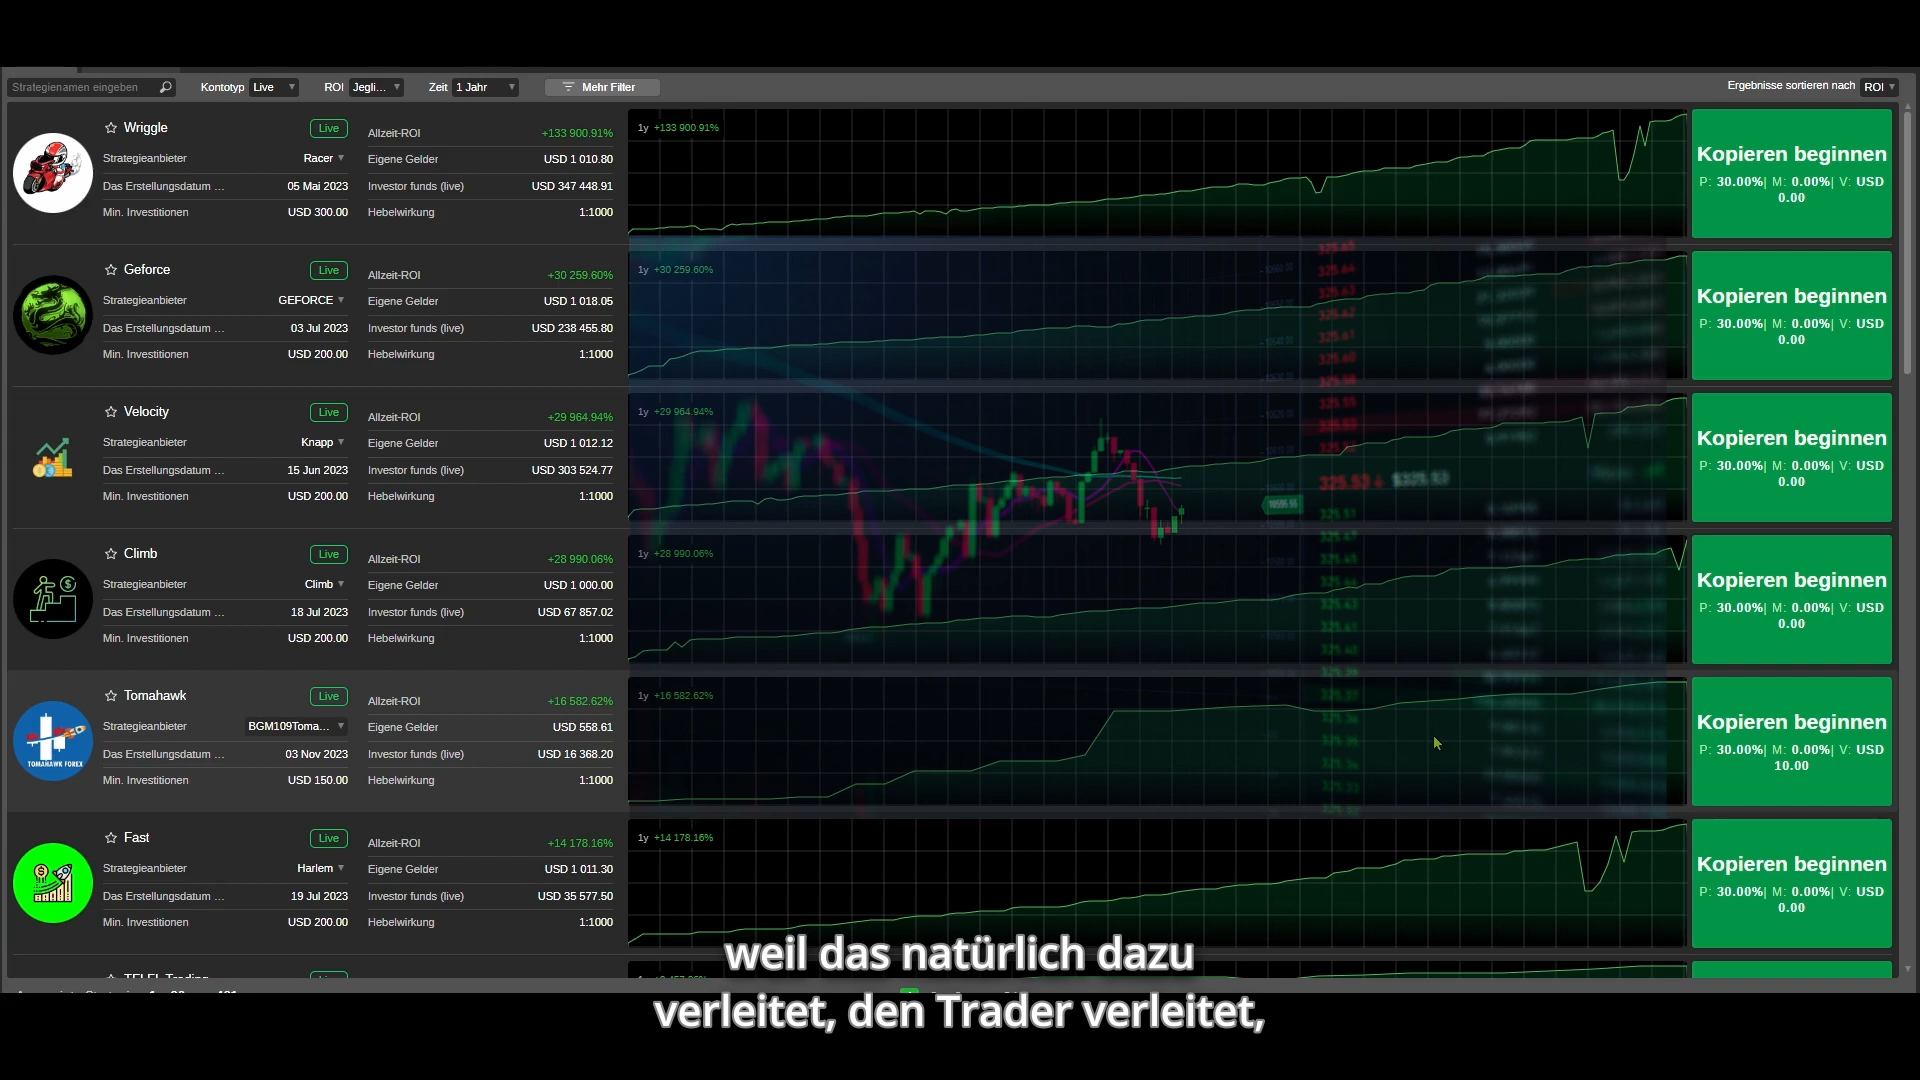 Strategienamen eingeben
Kontotyp Live
ROI Jegli...
Zeit 1 Jahr
Mehr Filter
Ergebnisse sortieren nach ROI
Wriggle Live
Strategieanbieter Racer
Das Erstellungsdatum ... 05 Mai 2023
Min. Investitionen USD 300.00
Allzeit-ROI +133 900.91%
Eigene Gelder USD 1 010.80
Investor funds (live) USD 347 448.91
Hebelwirkung 1:1000
1y +133 900.91%
Kopieren beginnen
P: 30.00%| M: 0.00%| V: USD
0.00
Geforce Live
Strategieanbieter GEFORCE
Das Erstellungsdatum ... 03 Jul 2023
Min. Investitionen USD 200.00
Allzeit-ROI +30 259.60%
Eigene Gelder USD 1 018.05
Investor funds (live) USD 238 455.80
Hebelwirkung 1:1000
1y +30 259.60%
Kopieren beginnen
P: 30.00%| M: 0.00%| V: USD
0.00
Velocity Live
Strategieanbieter Knapp
Das Erstellungsdatum ... 15 Jun 2023
Min. Investitionen USD 200.00
Allzeit-ROI +29 964.94%
Eigene Gelder USD 1 012.12
Investor funds (live) USD 303 524.77
Hebelwirkung 1:1000
1y +29 964.94%
Kopieren beginnen
P: 30.00%| M: 0.00%| V: USD
0.00
Climb Live
Strategieanbieter Climb
Das Erstellungsdatum ... 18 Jul 2023
Min. Investitionen USD 200.00
Allzeit-ROI +28 990.06%
Eigene Gelder USD 1 000.00
Investor funds (live) USD 67 857.02
Hebelwirkung 1:1000
1y +28 990.06%
Kopieren beginnen
P: 30.00%| M: 0.00%| V: USD
0.00
TOMAHAWK FOREX
Tomahawk Live
Strategieanbieter BGM109Toma...
Das Erstellungsdatum ... 03 Nov 2023
Min. Investitionen USD 150.00
Allzeit-ROI +16 582.62%
Eigene Gelder USD 558.61
Investor funds (live) USD 16 368.20
Hebelwirkung 1:1000
1y +16 582.62%
Kopieren beginnen
P: 30.00%| M: 0.00%| V: USD
10.00
Fast Live
Strategieanbieter Harlem
Das Erstellungsdatum ... 19 Jul 2023
Min. Investitionen USD 200.00
Allzeit-ROI +14 178.16%
Eigene Gelder USD 1 011.30
Investor funds (live) USD 35 577.50
Hebelwirkung 1:1000
1y +14 178.16%
Kopieren beginnen
P: 30.00%| M: 0.00%| V: USD
0.00
325.53
weil das natürlich dazu
verleitet, den Trader verleitet,